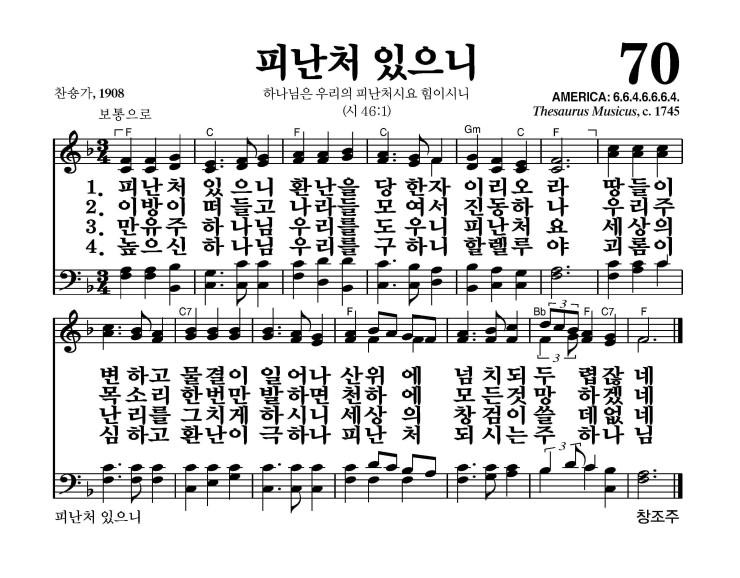 피난처 있으니
70
찬숑가, 1908
하나님은 우리의 피난처시요 힘이시니
AMERICA: 6.6.4.6.6.6.4.
보통으로
(시 46:1)
Thesaurus Musicus, c. 1745
F C F C Gm C F
1. 피난처 있으니 환난을 당한자 이리오라 땅들이
2. 이방이 떠들고 나라들 모여서 진동하나 우리주
3. 만유주 하나님 우리를 도우니 피난처요 세상의
4. 높으신 하나님 우리를 구하니 할렐루야 괴롬이
C7 F Bb F C7 F
변하고 물결이 일어나 산위에 넘치되 두렵잖네
목소리 한번만 발하면 천하에 모든것 망하겠네
난리를 그치게 하시니 세상의 창검이 쓸데없네
심하고 환난이 극하나 피난처 되시는 주하나님
피난처 있으니
창조주